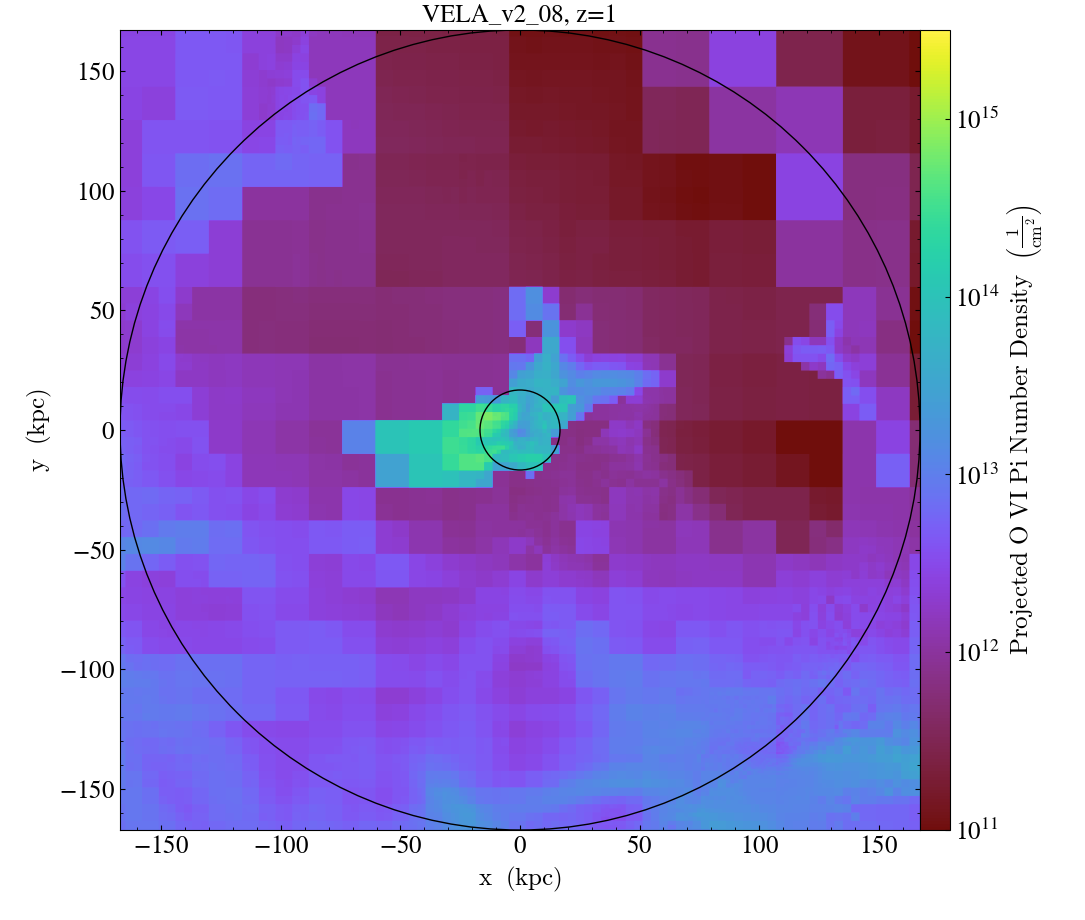 VELA_v2_08, z=1
150
100
50
0
−50
−100
−150
y (kpc)
−150 −100 −50 0 50 100 150
x (kpc)
10^15
10^14
10^13
10^12
10^11
Projected O VI Pi Number Density (1/cm^2)